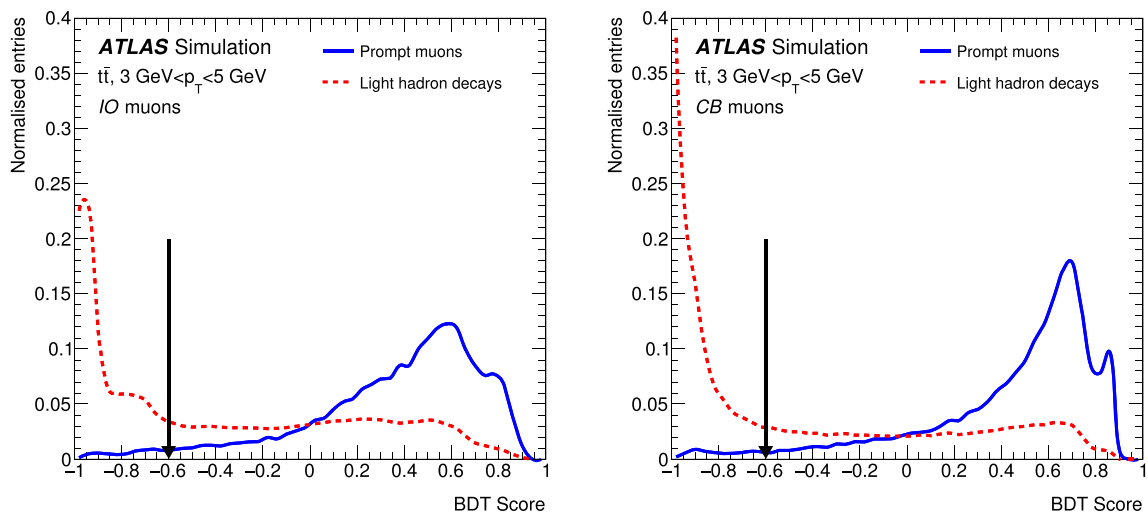 Normalised entries
0.4
0.35
0.3
0.25
0.2
0.15
0.1
0.05
0
ATLAS Simulation
tt̄, 3 GeV<p_T<5 GeV
IO muons
Prompt muons
Light hadron decays
−1 −0.8 −0.6 −0.4 −0.2 0 0.2 0.4 0.6 0.8 1
BDT Score
Normalised entries
0.4
0.35
0.3
0.25
0.2
0.15
0.1
0.05
0
ATLAS Simulation
tt̄, 3 GeV<p_T<5 GeV
CB muons
Prompt muons
Light hadron decays
−1 −0.8 −0.6 −0.4 −0.2 0 0.2 0.4 0.6 0.8 1
BDT Score